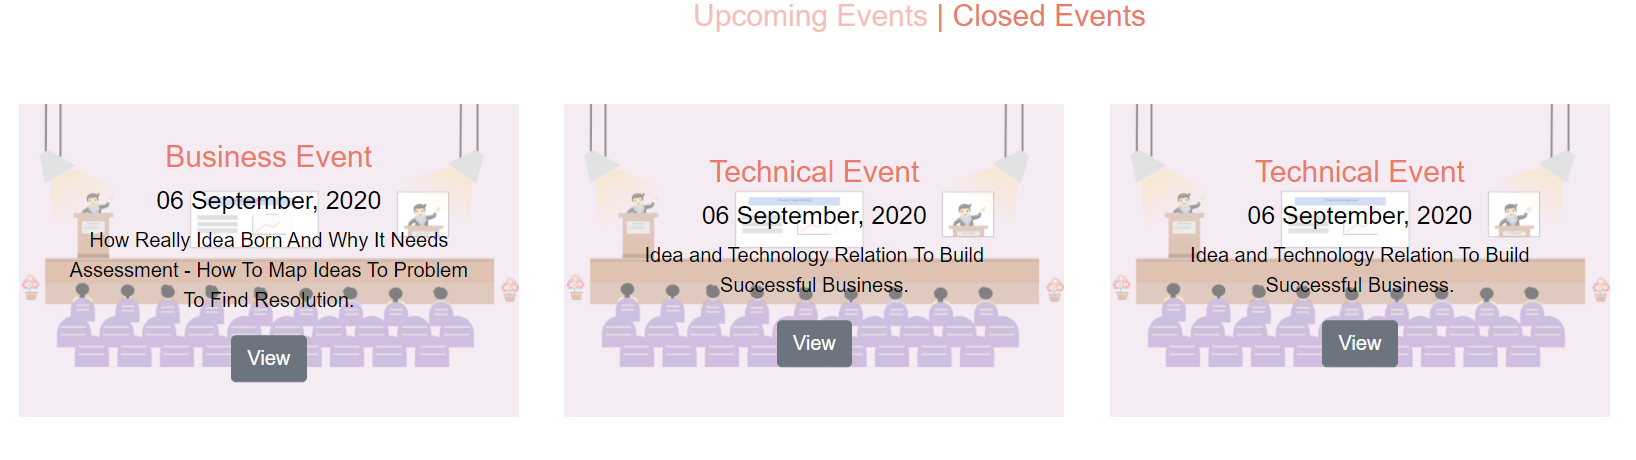 Upcoming Events | Closed Events
Business Event
06 September, 2020
How Really Idea Born And Why It Needs
Assessment - How To Map Ideas To Problem
To Find Resolution.
View
Technical Event
06 September, 2020
Idea and Technology Relation To Build
Successful Business.
View
Technical Event
06 September, 2020
Idea and Technology Relation To Build
Successful Business.
View